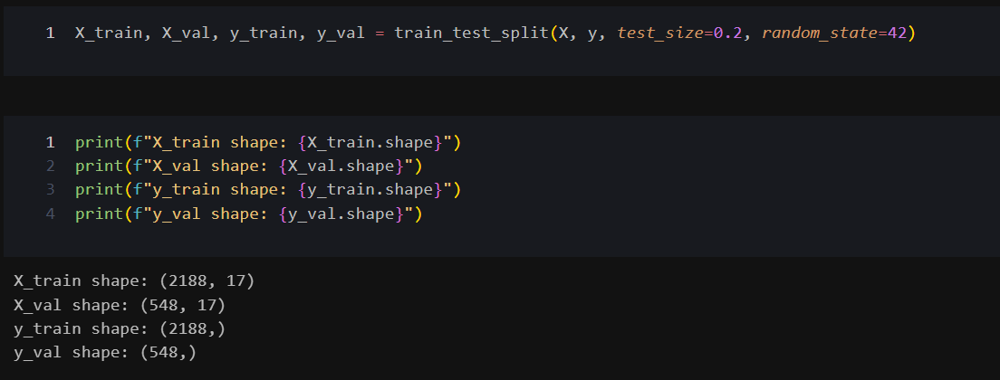 1 X_train, X_val, y_train, y_val = train_test_split(X, y, test_size=0.2, random_state=42)
1 print(f"X_train shape: {X_train.shape}")
2 print(f"X_val shape: {X_val.shape}")
3 print(f"y_train shape: {y_train.shape}")
4 print(f"y_val shape: {y_val.shape}")
X_train shape: (2188, 17)
X_val shape: (548, 17)
y_train shape: (2188,)
y_val shape: (548,)